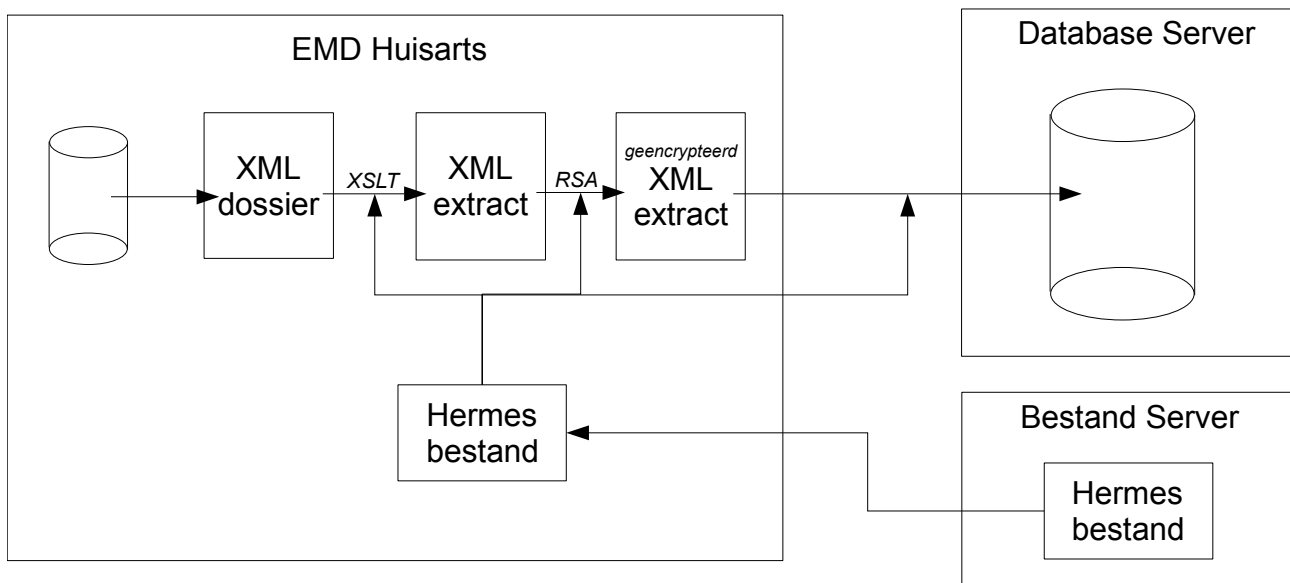 EMD Huisarts
Database Server
XML
dossier
XSLT
XML
extract
RSA
geencrypteerd
XML
extract
Hermes
bestand
Bestand Server
Hermes
bestand